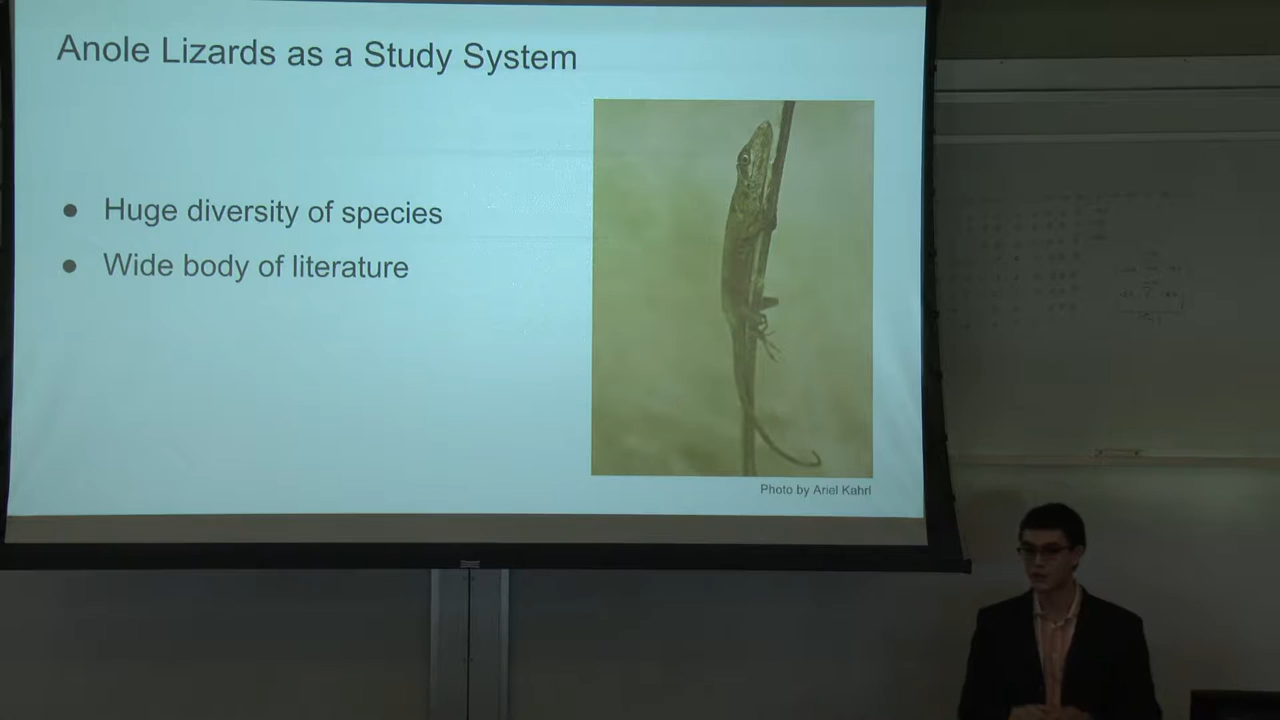 Anole Lizards as a Study System
● Huge diversity of species
● Wide body of literature
Photo by Ariel Kahrl